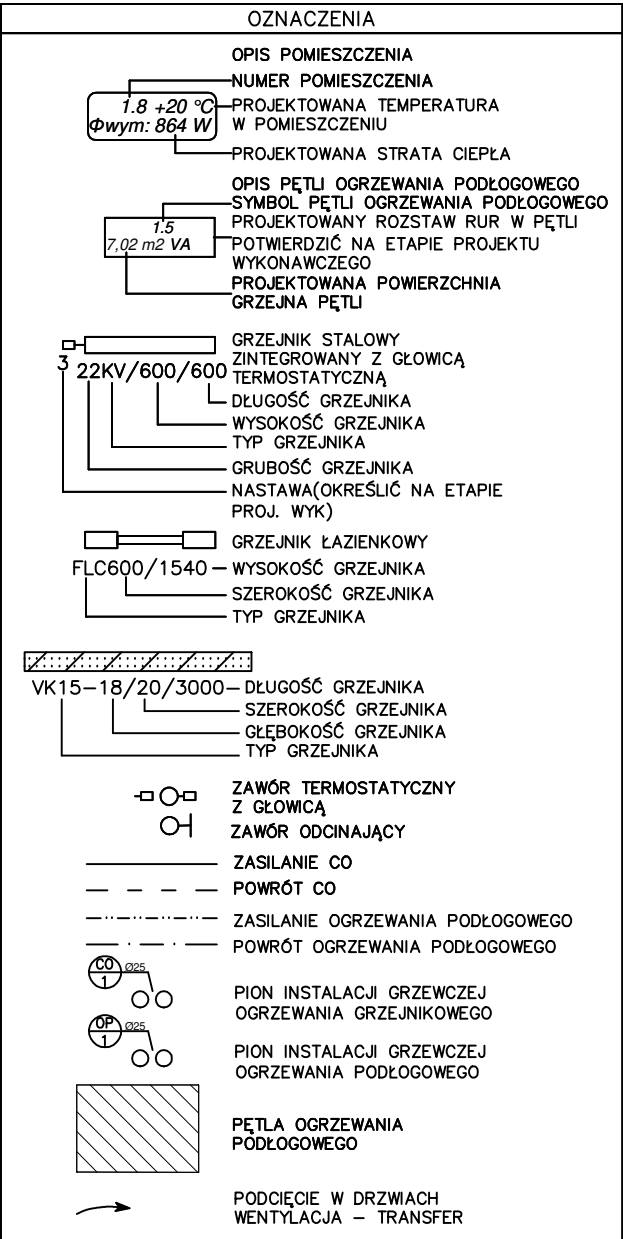 OZNACZENIA
OPIS POMIESZCZENIA
NUMER POMIESZCZENIA
1.8 +20 °C
PROJEKTOWANA TEMPERATURA
W POMIESZCZENIU
Φwym: 864 W
PROJEKTOWANA STRATA CIEPŁA
OPIS PĘTLI OGRZEWANIA PODŁOGOWEGO
SYMBOL PĘTLI OGRZEWANIA PODŁOGOWEGO
1.5
PROJEKTOWANY ROZSTAW RUR W PĘTLI
7,02 m2 VA
POTWIERDZIĆ NA ETAPIE PROJEKTU
WYKONAWCZEGO
PROJEKTOWANA POWIERZCHNIA
GRZEJNA PĘTLI
GRZEJNIK STALOWY
ZINTEGROWANY Z GŁOWICĄ
TERMOSTATYCZNĄ
3 22KV/600/600
DŁUGOŚĆ GRZEJNIKA
WYSOKOŚĆ GRZEJNIKA
TYP GRZEJNIKA
GRUBOŚĆ GRZEJNIKA
NASTAWA(OKREŚLIĆ NA ETAPIE
PROJ. WYK)
GRZEJNIK ŁAZIENKOWY
FLC600/1540 – WYSOKOŚĆ GRZEJNIKA
SZEROKOŚĆ GRZEJNIKA
TYP GRZEJNIKA
VK15-18/20/3000 – DŁUGOŚĆ GRZEJNIKA
SZEROKOŚĆ GRZEJNIKA
GŁĘBOKOŚĆ GRZEJNIKA
TYP GRZEJNIKA
ZAWÓR TERMOSTATYCZNY
Z GŁOWICĄ
ZAWÓR ODCINAJĄCY
ZASILANIE CO
POWRÓT CO
ZASILANIE OGRZEWANIA PODŁOGOWEGO
POWRÓT OGRZEWANIA PODŁOGOWEGO
CO
1
Ø25
PION INSTALACJI GRZEWCZEJ
OGRZEWANIA GRZEJNIKOWEGO
OP
1
Ø25
PION INSTALACJI GRZEWCZEJ
OGRZEWANIA PODŁOGOWEGO
PĘTLA OGRZEWANIA
PODŁOGOWEGO
PODCIĘCIE W DRZWIACH
WENTYLACJA – TRANSFER